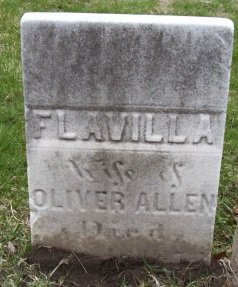 FLAVILLA
Wife of
OLIVER ALLEN
Died